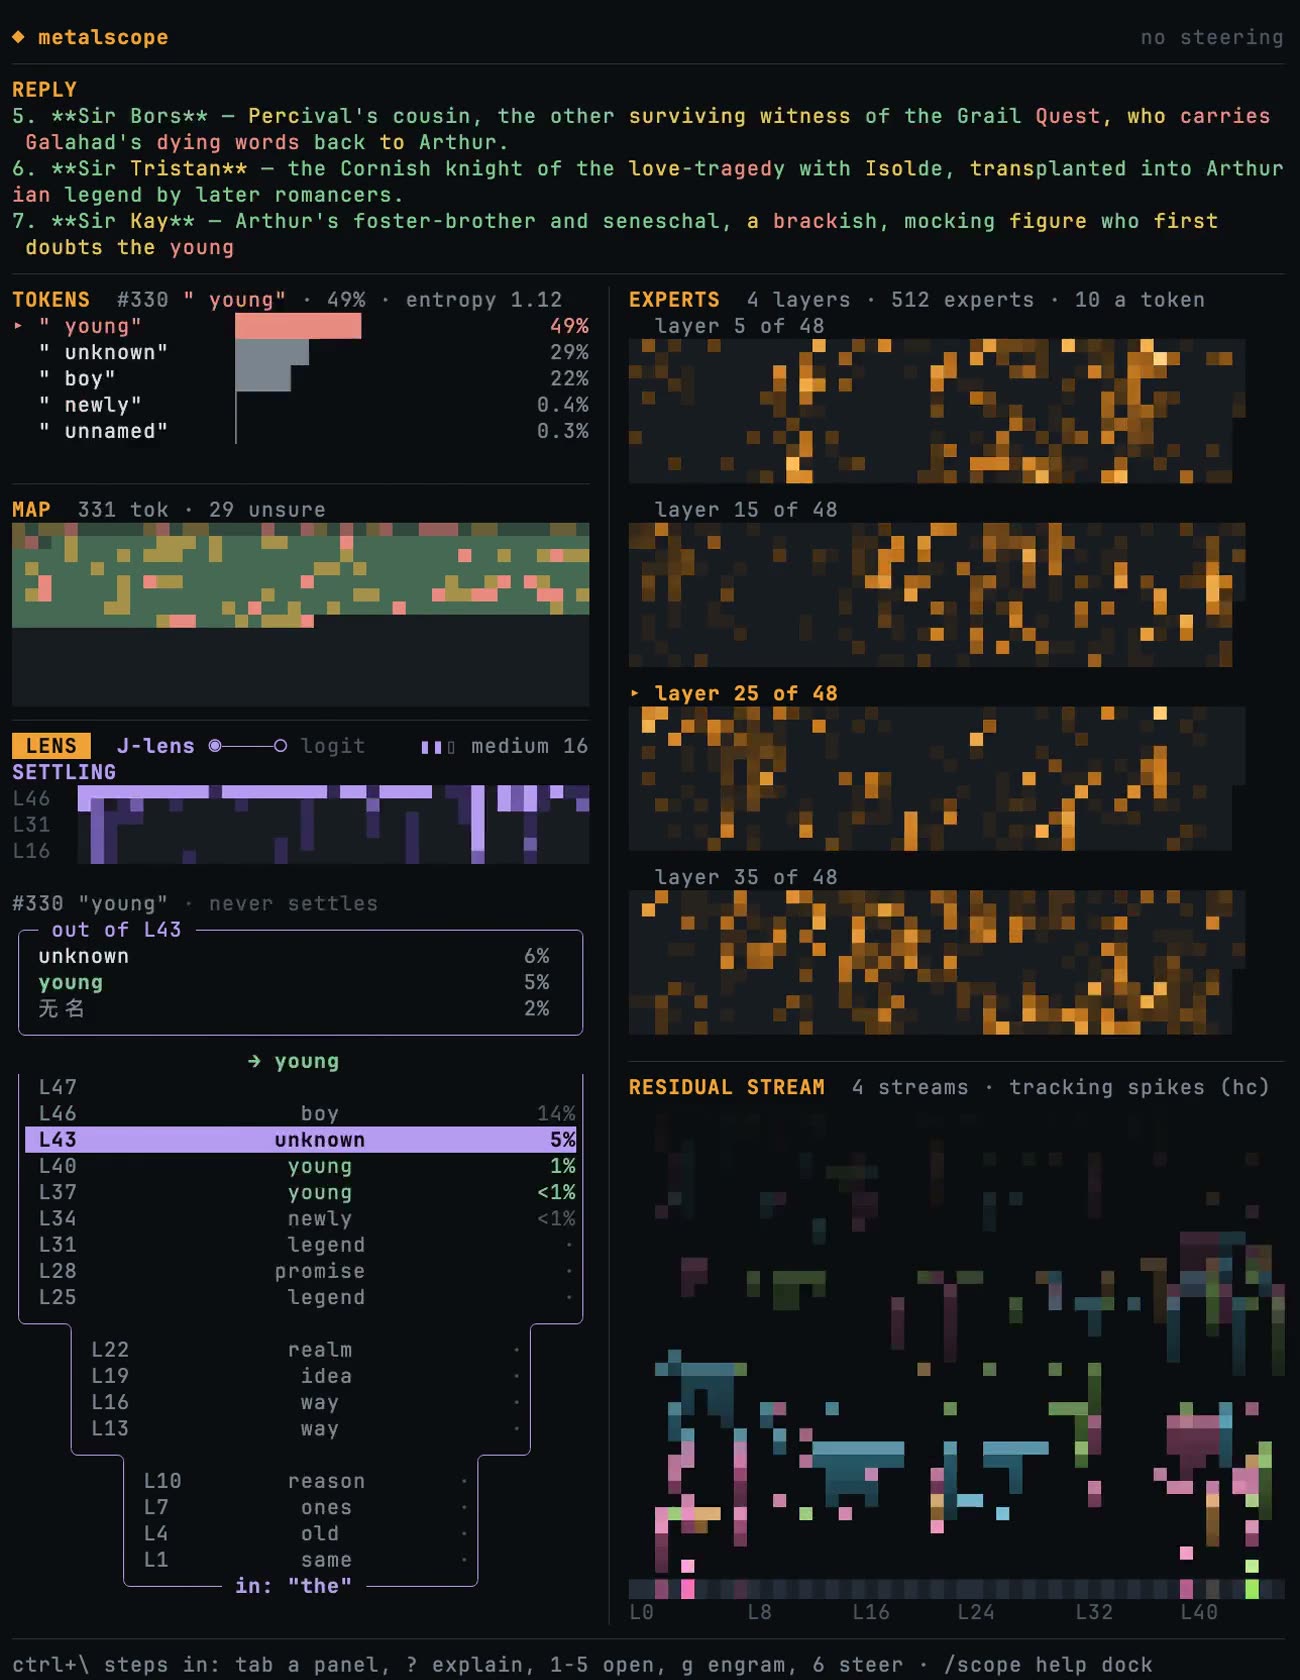 ◆ metalscope
no steering
REPLY
5. **Sir Bors** — Percival's cousin, the other surviving witness of the Grail Quest, who carries
Galahad's dying words back to Arthur.
6. **Sir Tristan** — the Cornish knight of the love-tragedy with Isolde, transplanted into Arthur
ian legend by later romancers.
7. **Sir Kay** — Arthur's foster-brother and seneschal, a brackish, mocking figure who first
doubts the young
TOKENS #330 " young" · 49% · entropy 1.12
▸ " young" 49%
" unknown" 29%
" boy" 22%
" newly" 0.4%
" unnamed" 0.3%
MAP 331 tok · 29 unsure
LENS J-lens logit medium 16
SETTLING
L46
L31
L16
#330 "young" · never settles
out of L43
unknown 6%
young 5%
无名 2%
→ young
L47
L46 boy 14%
L43 unknown 5%
L40 young 1%
L37 young <1%
L34 newly <1%
L31 legend ·
L28 promise ·
L25 legend ·
L22 realm ·
L19 idea ·
L16 way ·
L13 way ·
L10 reason ·
L7 ones ·
L4 old ·
L1 same ·
in: "the"
EXPERTS 4 layers · 512 experts · 10 a token
layer 5 of 48
layer 15 of 48
▸ layer 25 of 48
layer 35 of 48
RESIDUAL STREAM 4 streams · tracking spikes (hc)
L0 L8 L16 L24 L32 L40
ctrl+\ steps in: tab a panel, ? explain, 1-5 open, g engram, 6 steer · /scope help dock